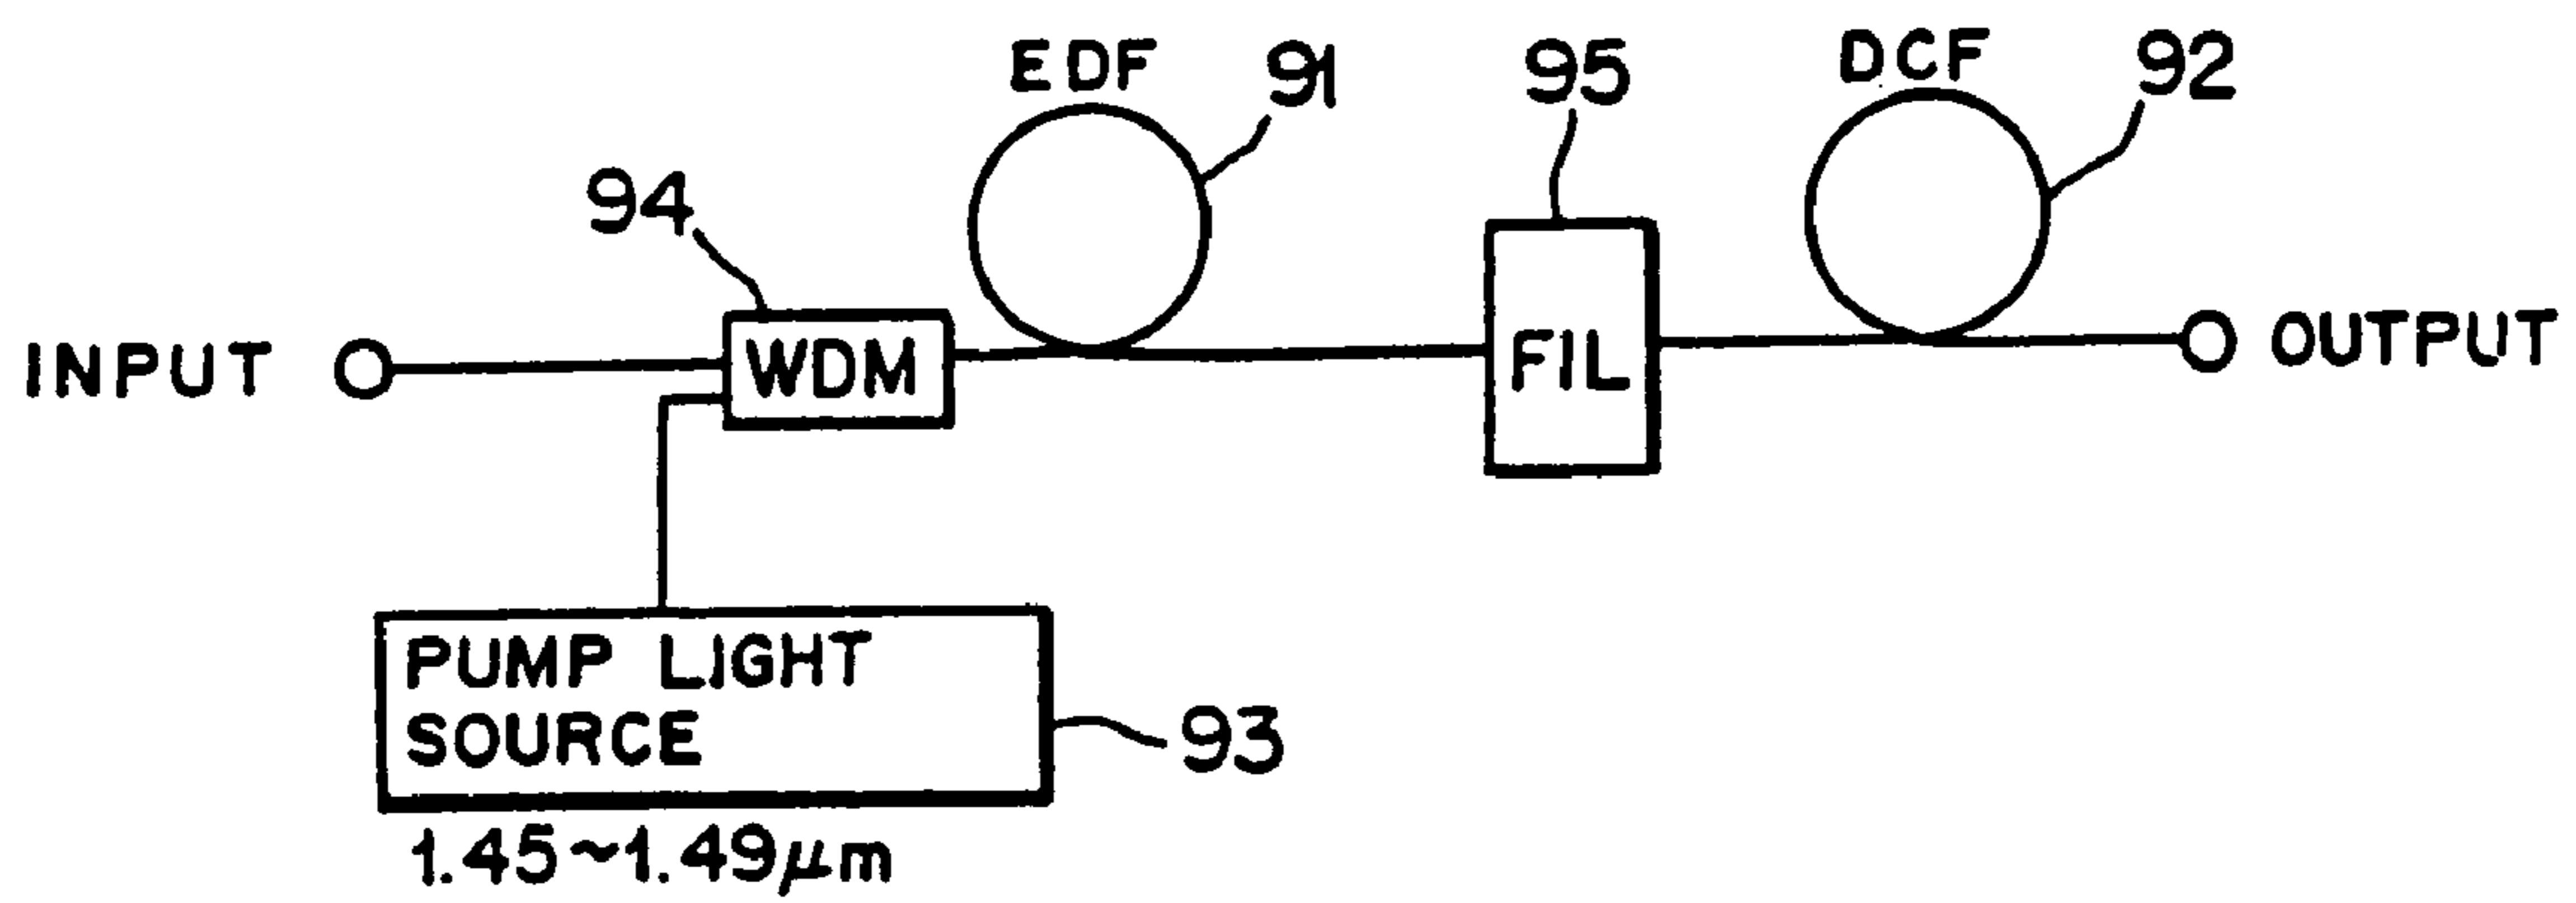 EDF
91
95
DCF
92
94
INPUT
WDM
FIL
OUTPUT
PUMP LIGHT
SOURCE
93
1.45~1.49μm